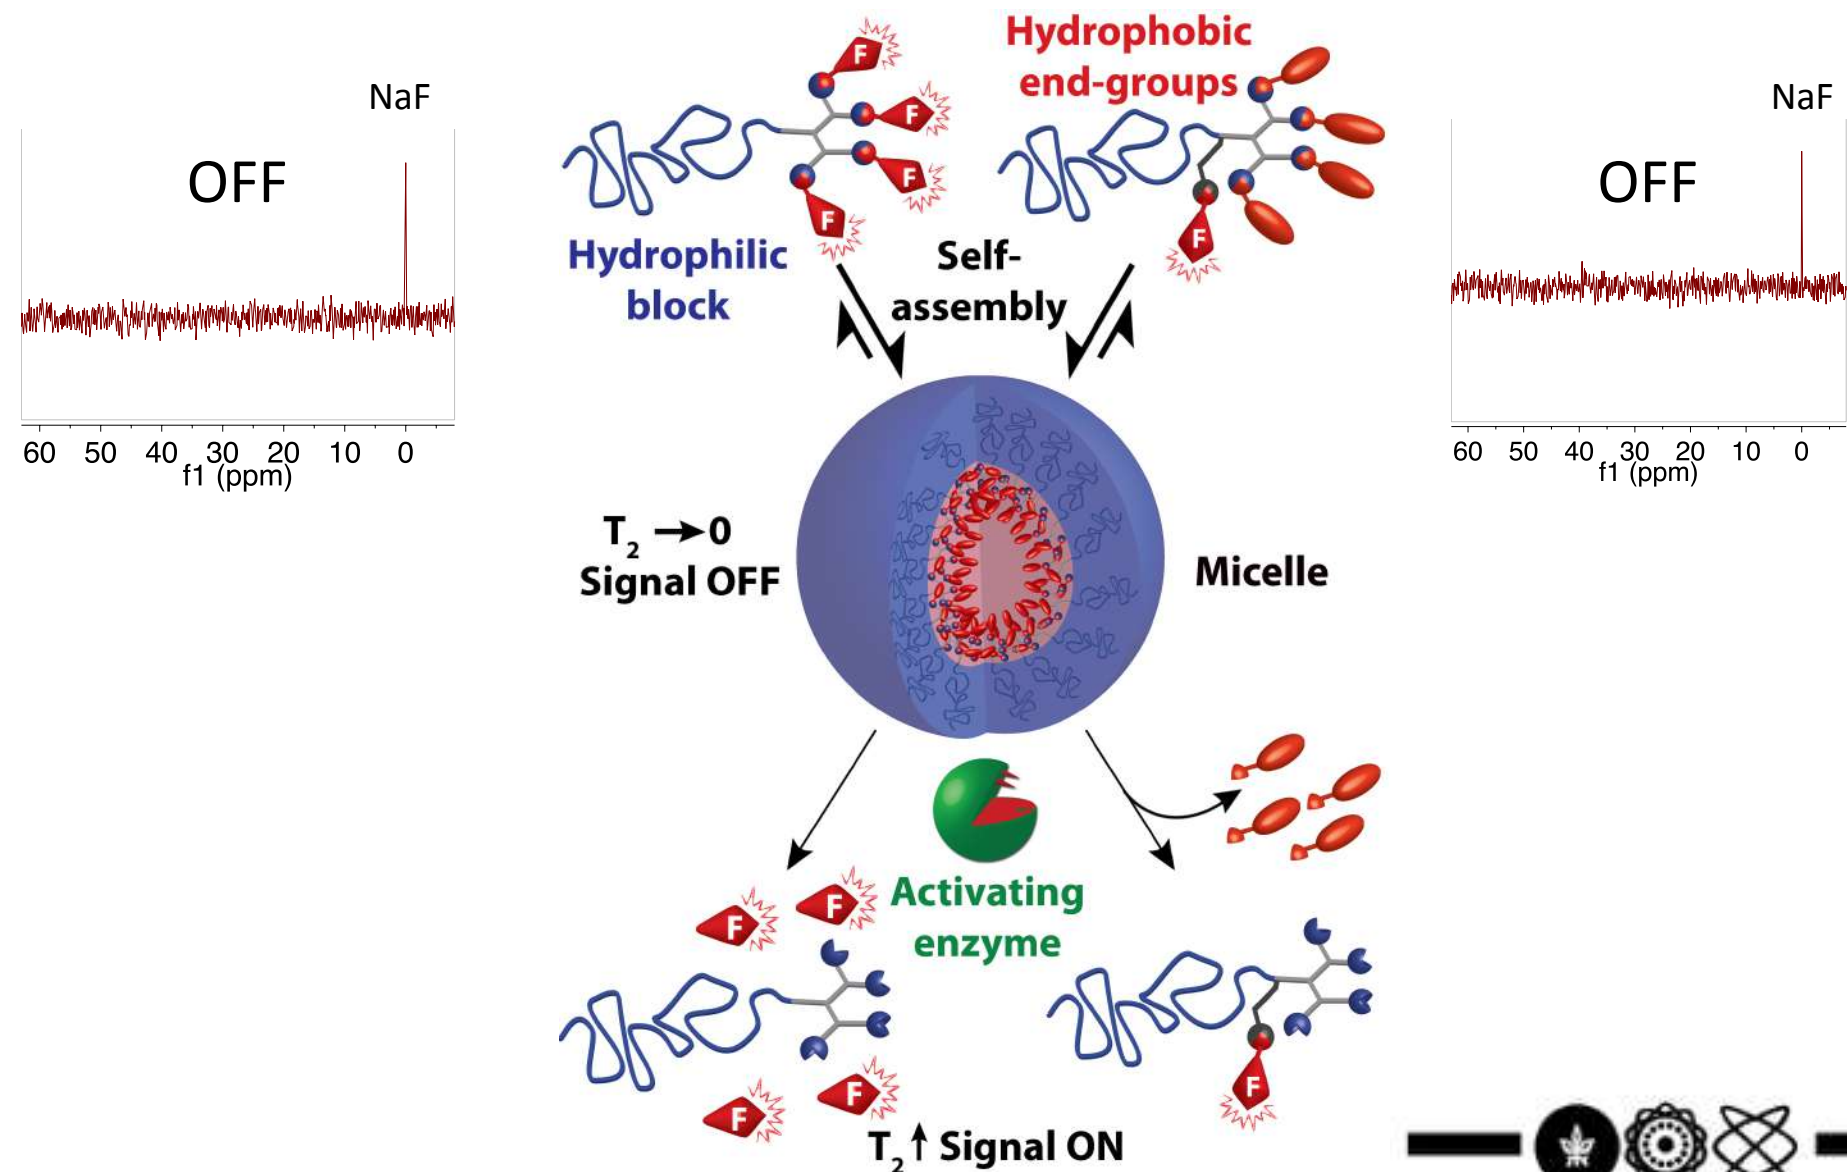 NaF
OFF
60 50 40 30 20 10 0
f1 (ppm)
F
F
F
F
Hydrophilic
block
Hydrophobic
end-groups
F
Self-
assembly
NaF
OFF
60 50 40 30 20 10 0
f1 (ppm)
T2 →0
Signal OFF
Micelle
Activating
enzyme
F
F
F
F
F
T2 ↑ Signal ON